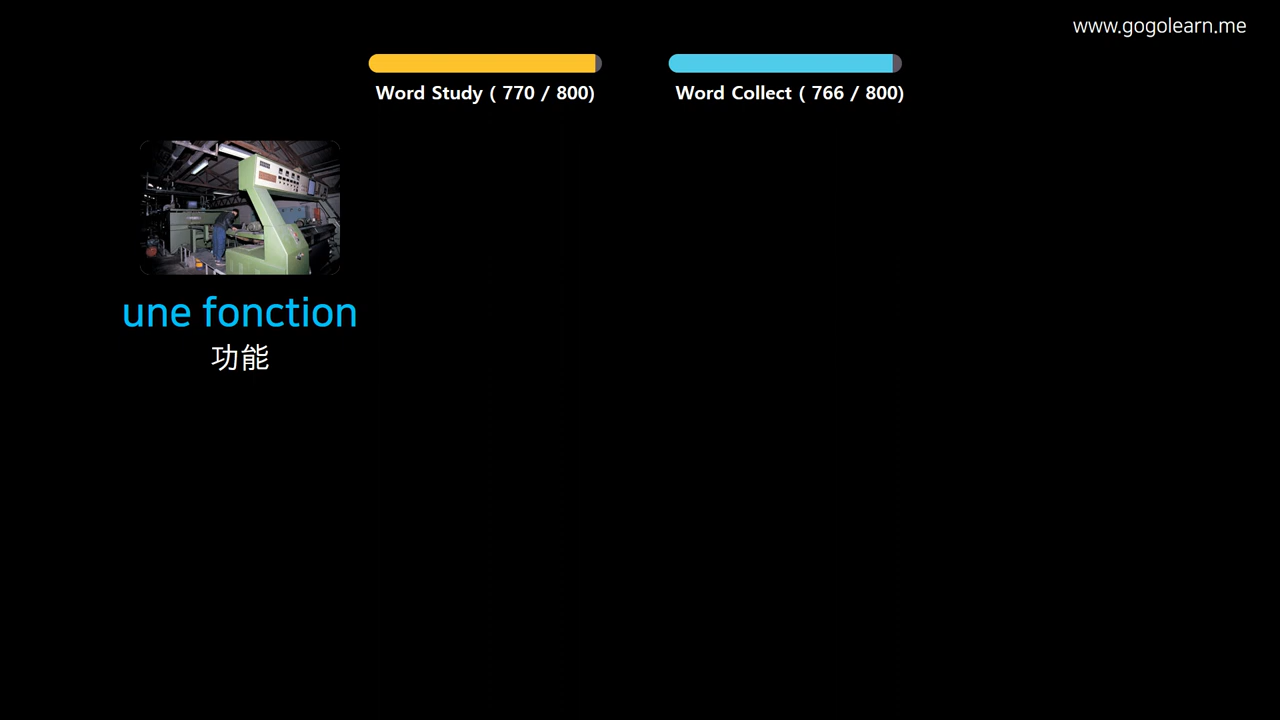 www.gogolearn.me
Word Study ( 770 / 800)
Word Collect ( 766 / 800)
une fonction
功能